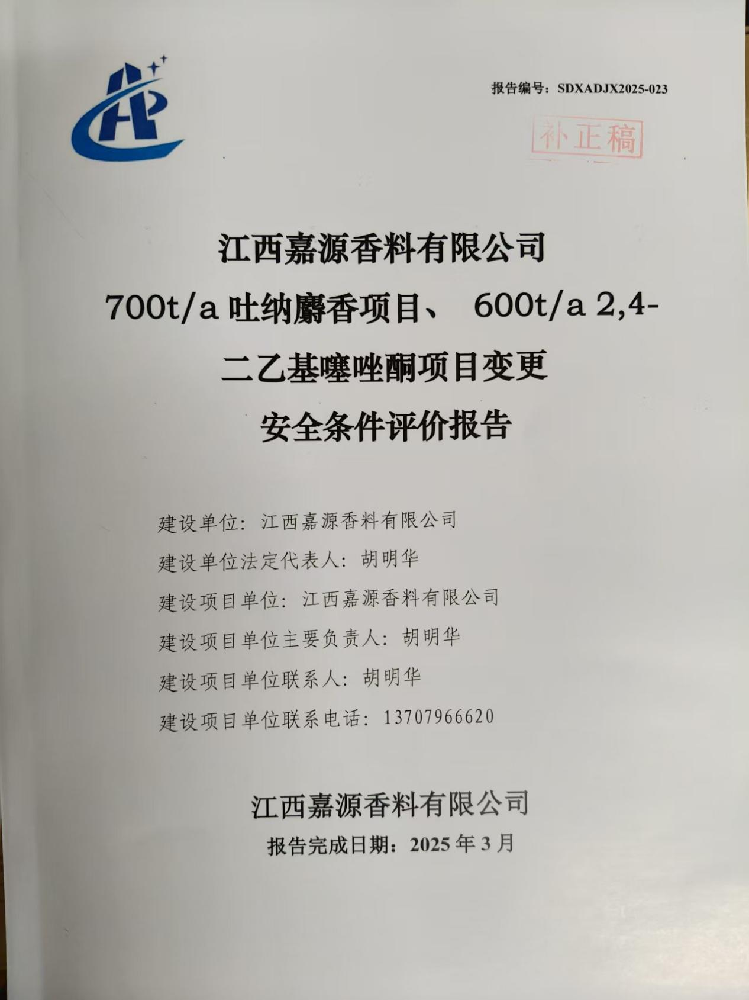 报告编号：SDXADJX2025-023
补正稿
江西嘉源香料有限公司
700t/a 吐纳麝香项目、 600t/a 2,4-
二乙基噻唑酮项目变更
安全条件评价报告
建设单位：江西嘉源香料有限公司
建设单位法定代表人：胡明华
建设项目单位：江西嘉源香料有限公司
建设项目单位主要负责人：胡明华
建设项目单位联系人：胡明华
建设项目单位联系电话：13707966620
江西嘉源香料有限公司
报告完成日期：2025 年 3 月